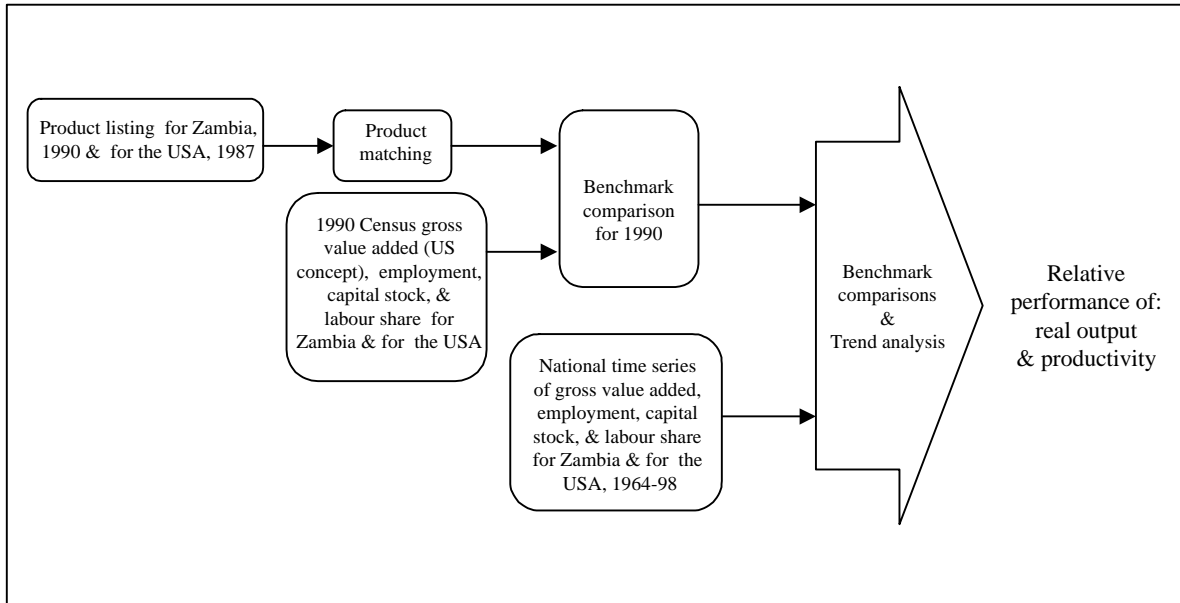 Product listing for Zambia,
1990 & for the USA, 1987
Product
matching
1990 Census gross
value added (US
concept), employment,
capital stock, &
labour share for
Zambia & for the USA
Benchmark
comparison
for 1990
National time series
of gross value added,
employment, capital
stock, & labour share
for Zambia & for the
USA, 1964-98
Benchmark
comparisons
&
Trend analysis
Relative
performance of:
real output
& productivity